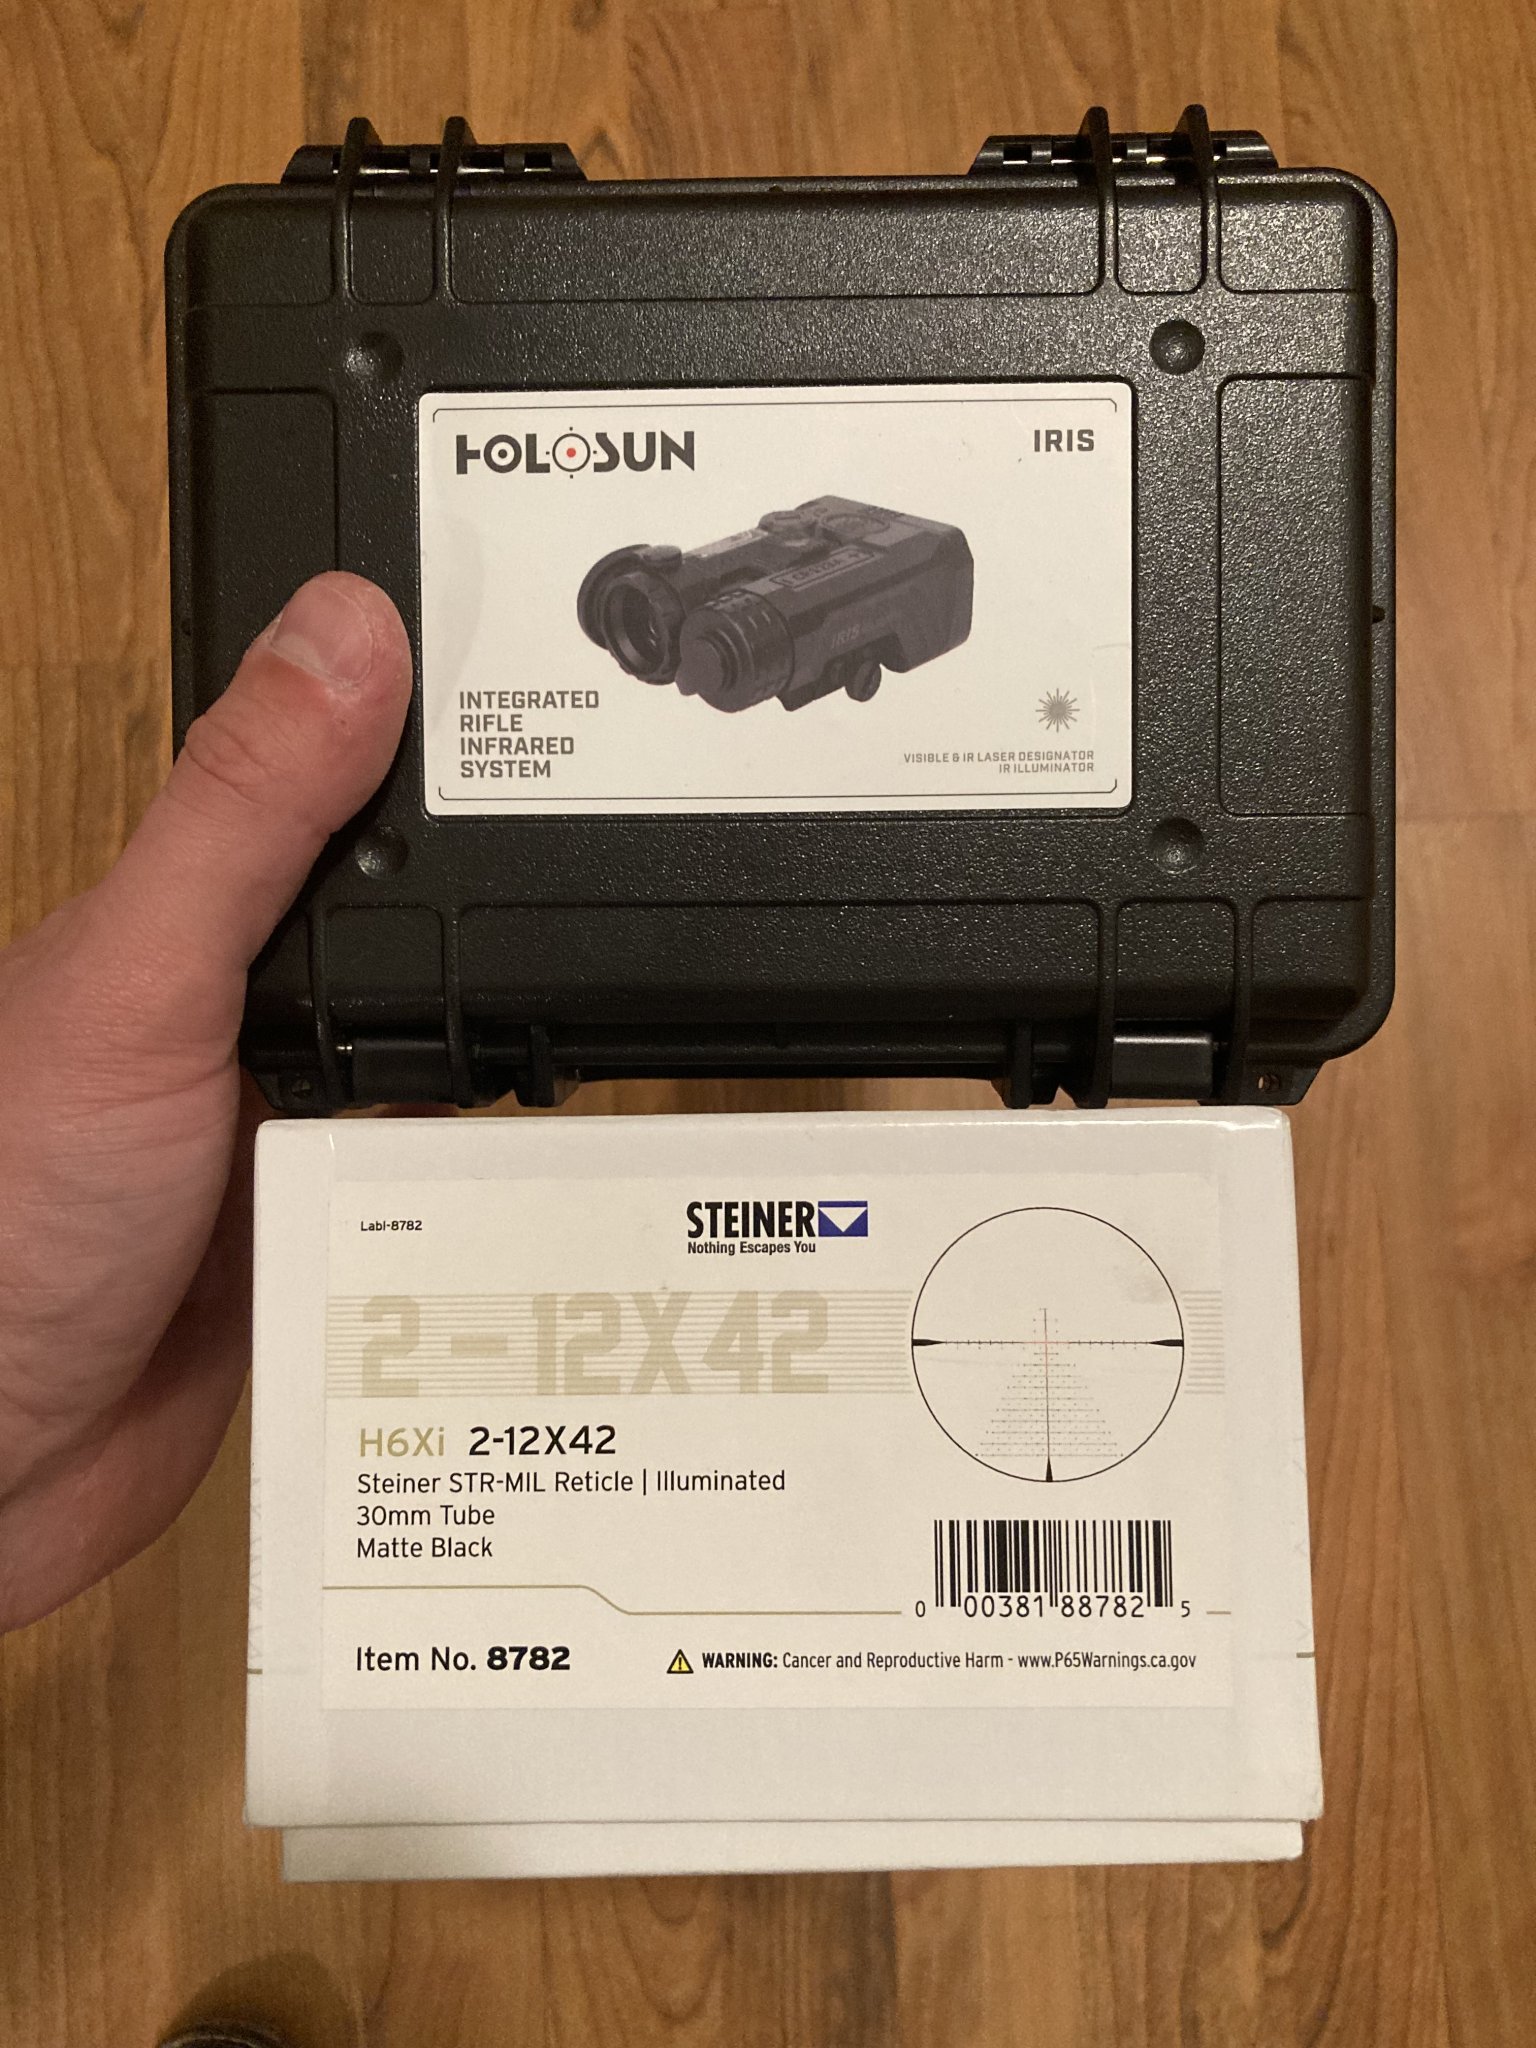 HOLOSUN
IRIS
IRIS
INTEGRATED
RIFLE
INFRARED
SYSTEM
VISIBLE & IR LASER DESIGNATOR
IR ILLUMINATOR
Labl-8782
STEINER
Nothing Escapes You
2-12X42
H6Xi 2-12X42
Steiner STR-MIL Reticle | Illuminated
30mm Tube
Matte Black
0 00381 88782 5
Item No. 8782
WARNING: Cancer and Reproductive Harm - www.P65Warnings.ca.gov